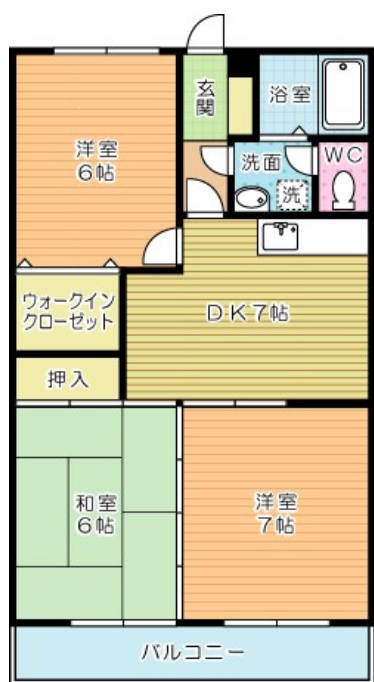 玄関
浴室
洋室
6帖
洗面
WC
洗
ウォークイン
クローゼット
DK7帖
押入
和室
6帖
洋室
7帖
バルコニー